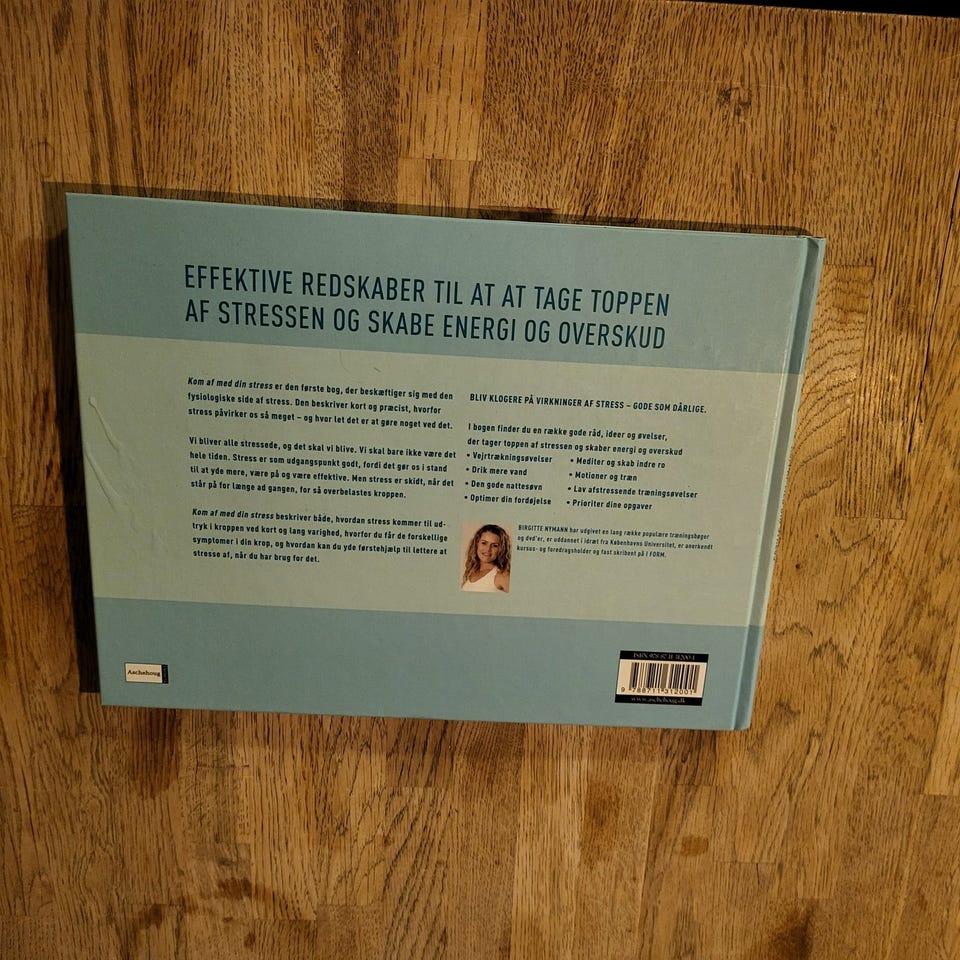 EFFEKTIVE REDSKABER TIL AT AT TAGE TOPPEN
AF STRESSEN OG SKABE ENERGI OG OVERSKUD
Kom af med din stress er den første bog, der beskæftiger sig med den
fysiologiske side af stress. Den beskriver kort og præcist, hvorfor
stress påvirker os så meget – og hvor let det er at gøre noget ved det.
Vi bliver alle stressede, og det skal vi blive. Vi skal bare ikke være det
hele tiden. Stress er som udgangspunkt godt, fordi det gør os i stand
til at yde mere, være på og være effektive. Men stress er skidt, når det
står på for længe ad gangen, for så overbelastes kroppen.
Kom af med din stress beskriver både, hvordan stress kommer til ud-
tryk i kroppen ved kort og lang varighed, hvorfor du får de forskellige
symptomer i din krop, og hvordan kan du yde førstehjælp til lettere at
stresse af, når du har brug for det.
BLIV KLOGERE PÅ VIRKNINGER AF STRESS – GODE SOM DÅRLIGE.
I bogen finder du en række gode råd, ideer og øvelser,
der tager toppen af stressen og skaber energi og overskud
• Vejrtrækningsøvelser
• Drik mere vand
• Den gode nattesøvn
• Optimer din fordøjelse
• Mediter og skab indre ro
• Motioner og træn
• Lav afstressende træningsøvelser
• Prioriter dine opgaver
BIRGITTE NYMANN har udgivet en lang række populære træningsbøger
og dvd'er, er uddannet i idræt fra Københavns Universitet, er anerkendt
kursus- og foredragsholder og fast skribent på I FORM.
Aschehoug
ISBN 978-87-11-31200-1
9 788711 312001
www.aschehoug.dk